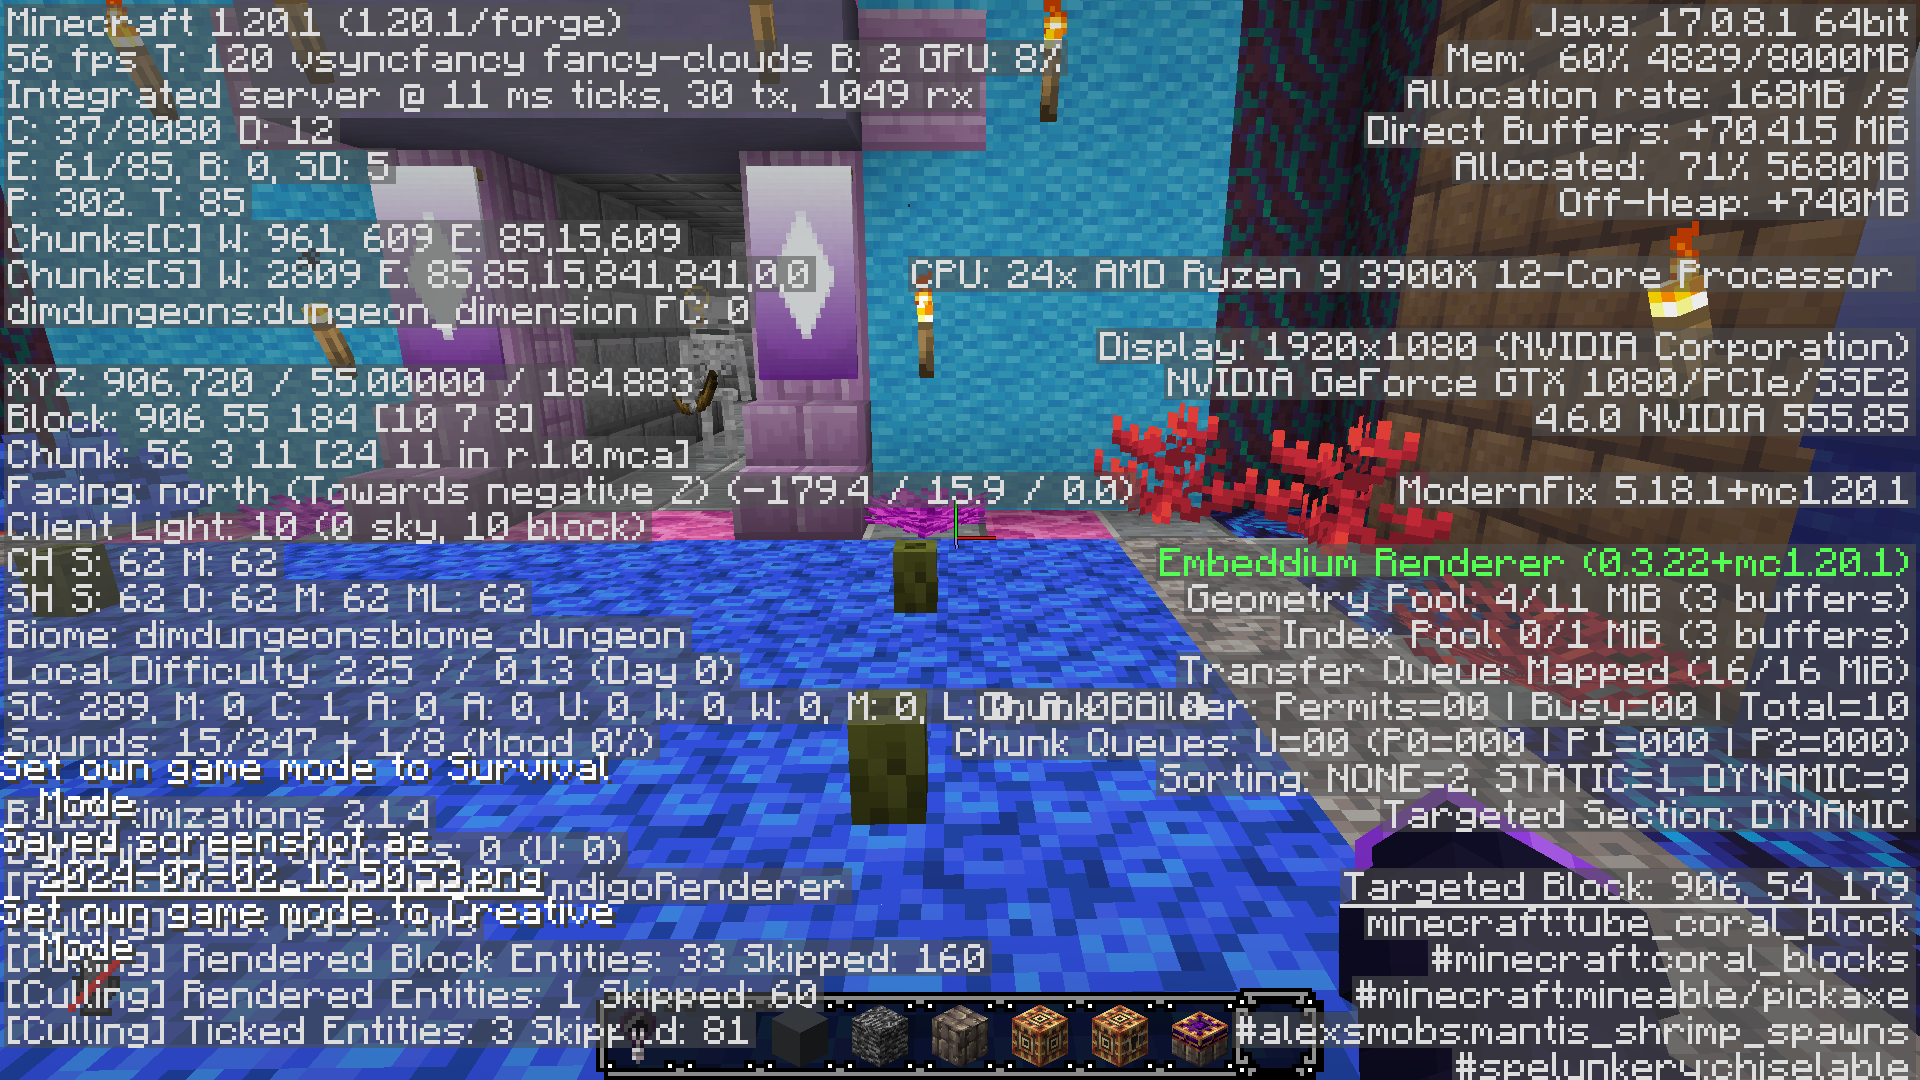 Minecraft 1.20.1 (1.20.1/forge)
56 fps T: 120 vsyncfancy fancy-clouds B: 2 GPU: 8%
Integrated server @ 11 ms ticks, 30 tx, 1049 rx
C: 37/8080 D: 12
E: 61/85, B: 0, SD: 5
P: 302. T: 85
Chunks[C] W: 961, 609 E: 85,15,609
Chunks[S] W: 2809 E: 85,85,15,841,841,0,0
dimdungeons:dungeon_dimension FC: 0
XYZ: 906.720 / 55.00000 / 184.883
Block: 906 55 184 [10 7 8]
Chunk: 56 3 11 [24 11 in r.1.0.mca]
Facing: north (Towards negative Z) (-179.4 / 15.9 / 0.0)
Client Light: 10 (0 sky, 10 block)
CH S: 62 M: 62
SH S: 62 O: 62 M: 62 ML: 62
Biome: dimdungeons:biome_dungeon
Local Difficulty: 2.25 // 0.13 (Day 0)
SC: 289, M: 0, C: 1, A: 0, A: 0, U: 0, W: 0, W: 0, M: 0, L:
Sounds: 15/247 + 1/8 (Mood 0%)
Set own game mode to Survival
Mode
2.1.4
Saved screenshot as
0 (U: 0)
2024-07-02_16.50.53.png
Set own game mode to Creative
Mode
[Culling] Rendered Block Entities: 33 Skipped: 160
[Culling] Rendered Entities: 1 Skipped: 60
[Culling] Ticked Entities: 3 Skipped: 81
Java: 17.0.8.1 64bit
Mem: 60% 4829/8000MB
Allocation rate: 168MB /s
Direct Buffers: +70.415 MiB
Allocated: 71% 5680MB
Off-Heap: +740MB
CPU: 24x AMD Ryzen 9 3900X 12-Core Processor
Display: 1920x1080 (NVIDIA Corporation)
NVIDIA GeForce GTX 1080/PCIe/SSE2
4.6.0 NVIDIA 555.85
ModernFix 5.18.1+mc1.20.1
Embeddium Renderer (0.3.22+mc1.20.1)
Geometry Pool: 4/11 MiB (3 buffers)
Index Pool: 0/1 MiB (3 buffers)
Transfer Queue: Mapped (16/16 MiB)
Chunk Builder: Permits=00 | Busy=00 | Total=10
Chunk Queues: U=00 (P0=000 | P1=000 | P2=000)
Sorting: NONE=2, STATIC=1, DYNAMIC=9
Targeted Section: DYNAMIC
Targeted Block: 906, 54, 179
minecraft:tube_coral_block
#minecraft:coral_blocks
#minecraft:mineable/pickaxe
#alexsmobs:mantis_shrimp_spawns
#spelunkery:chiselable